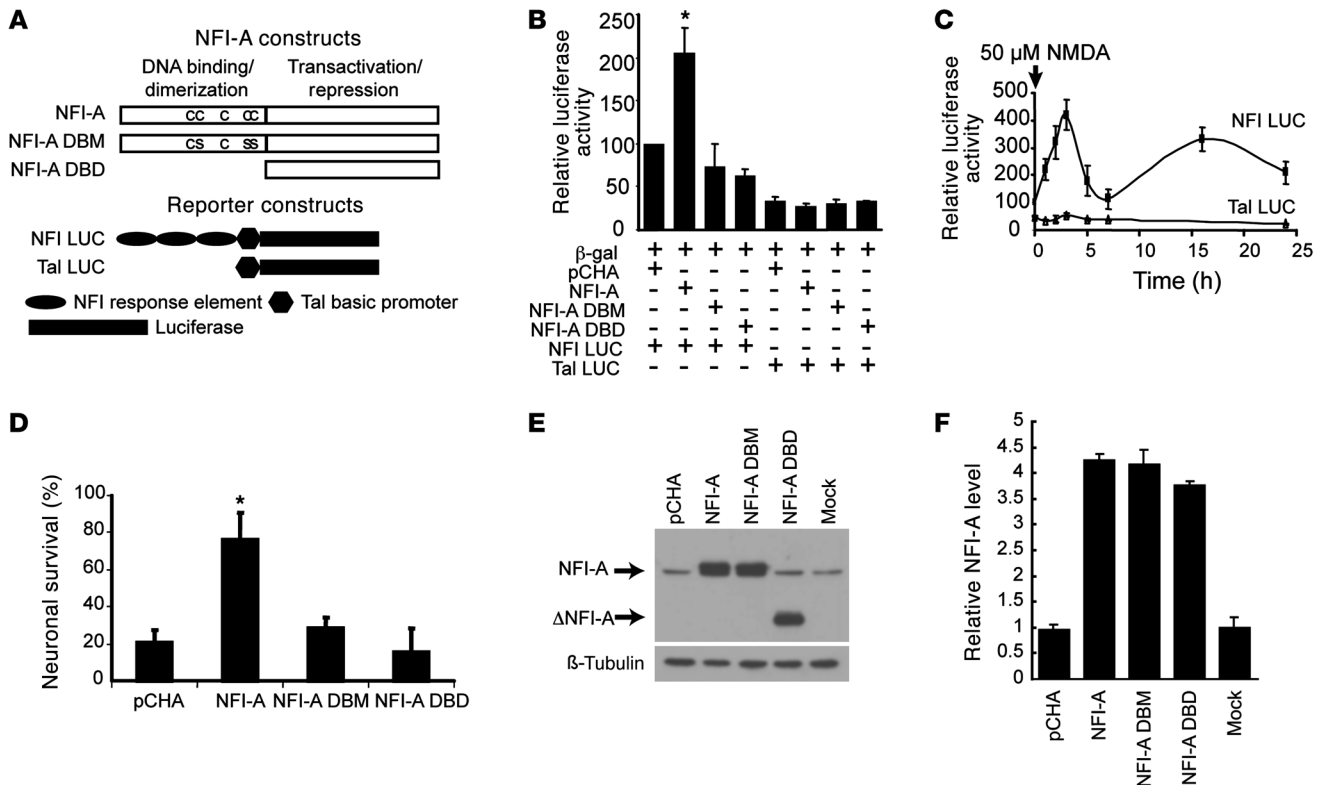 A
NFI-A constructs
DNA binding/ dimerization
Transactivation/ repression
NFI-A
CC C CC
NFI-A DBM
CS C SS
NFI-A DBD
Reporter constructs
NFI LUC
Tal LUC
NFI response element
Tal basic promoter
Luciferase
B
Relative luciferase activity
250
200
150
100
50
0
*
β-gal + + + + + + + +
pCHA + - - - + - - -
NFI-A - + - - - + - -
NFI-A DBM - - + - - - + -
NFI-A DBD - - - + - - - +
NFI LUC + + + + - - - -
Tal LUC - - - - + + + +
C
50 µM NMDA
Relative luciferase activity
500
400
300
200
100
0
NFI LUC
Tal LUC
0 5 10 15 20 25
Time (h)
D
Neuronal survival (%)
100
80
60
40
20
0
*
pCHA NFI-A NFI-A DBM NFI-A DBD
E
pCHA
NFI-A
NFI-A DBM
NFI-A DBD
Mock
NFI-A
ΔNFI-A
ß-Tubulin
F
Relative NFI-A level
5
4.5
4
3.5
3
2.5
2
1.5
1
0.5
0
pCHA
NFI-A
NFI-A DBM
NFI-A DBD
Mock